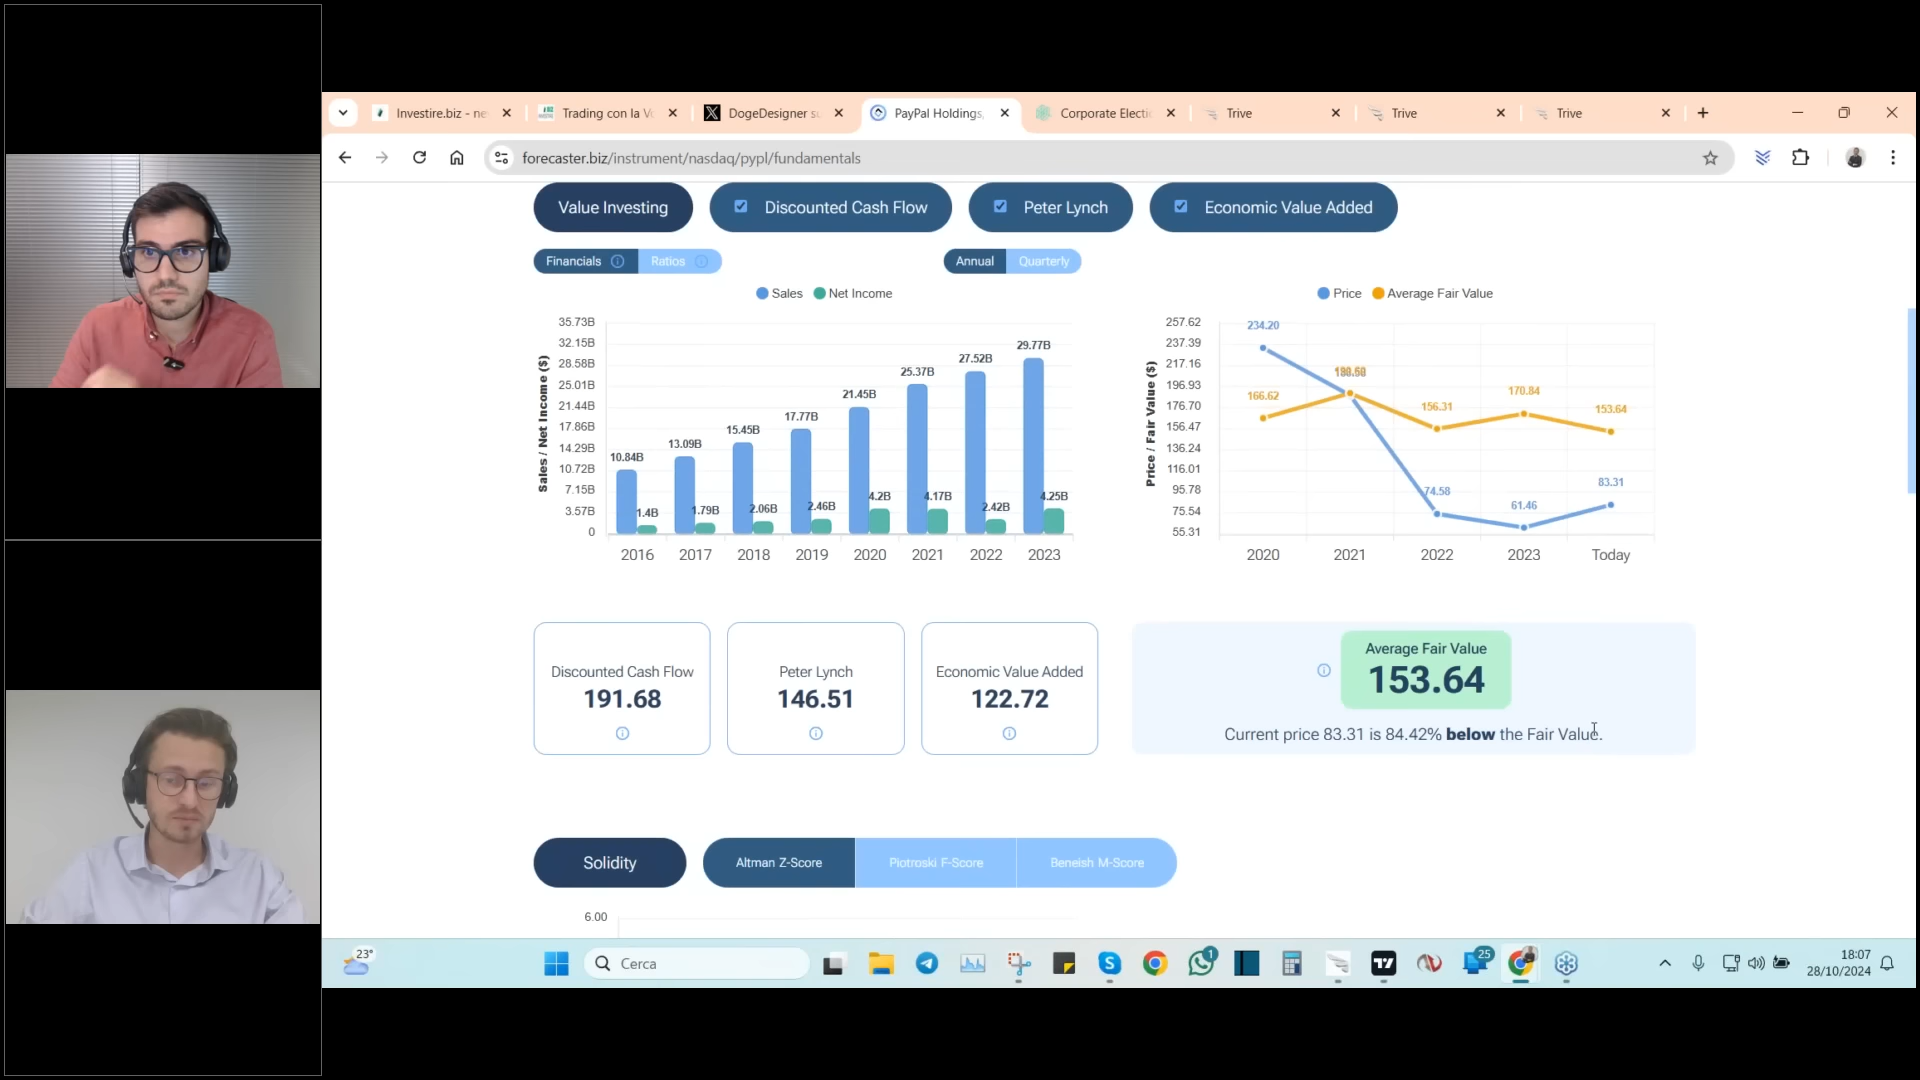 Investire.biz - ne
Trading con la Vo
DogeDesigner su
PayPal Holdings,
Corporate Electi
Trive
Trive
Trive
forecaster.biz/instrument/nasdaq/pypl/fundamentals
Value Investing
Discounted Cash Flow
Peter Lynch
Economic Value Added
Financials
Ratios
Annual
Quarterly
Sales
Net Income
Price
Average Fair Value
Sales / Net Income ($)
35.73B
32.15B
28.58B
25.01B
21.44B
17.86B
14.29B
10.72B
7.15B
3.57B
0
10.84B
13.09B
15.45B
17.77B
21.45B
25.37B
27.52B
29.77B
1.4B
1.79B
2.06B
2.46B
4.2B
4.17B
2.42B
4.25B
2016
2017
2018
2019
2020
2021
2022
2023
Price / Fair Value ($)
257.62
237.39
217.16
196.93
176.70
156.47
136.24
116.01
95.78
75.54
55.31
234.20
166.62
156.31
170.84
153.64
74.58
61.46
83.31
2020
2021
2022
2023
Today
Discounted Cash Flow
191.68
Peter Lynch
146.51
Economic Value Added
122.72
Average Fair Value
153.64
Current price 83.31 is 84.42% below the Fair Value.
Solidity
Altman Z-Score
Piotroski F-Score
Beneish M-Score
6.00
23°
Cerca
1
25
18:07
28/10/2024